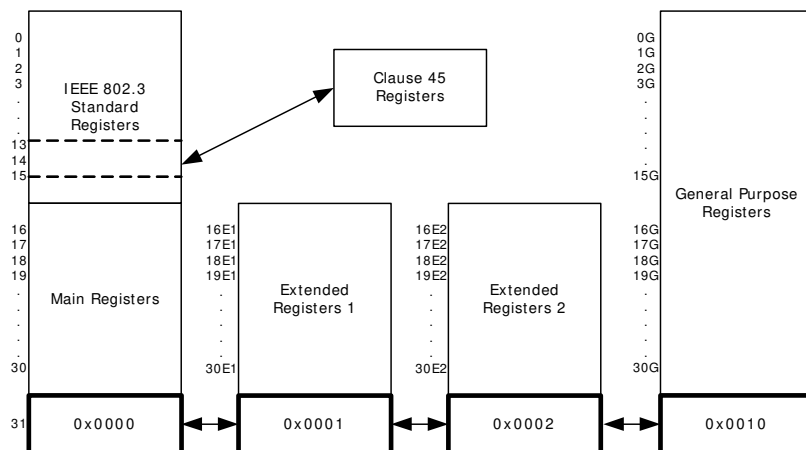 0
1
2
3
.
.
.
13
14
15
IEEE 802.3
Standard
Registers
Clause 45
Registers
16
17
18
19
.
.
.
.
.
30
Main Registers
16E1
17E1
18E1
19E1
.
.
.
.
.
30E1
Extended
Registers 1
16E2
17E2
18E2
19E2
.
.
.
.
.
30E2
Extended
Registers 2
0G
1G
2G
3G
.
.
.
.
.
15G
16G
17G
18G
19G
.
.
.
.
.
30G
General Purpose
Registers
31
0x0000
0x0001
0x0002
0x0010